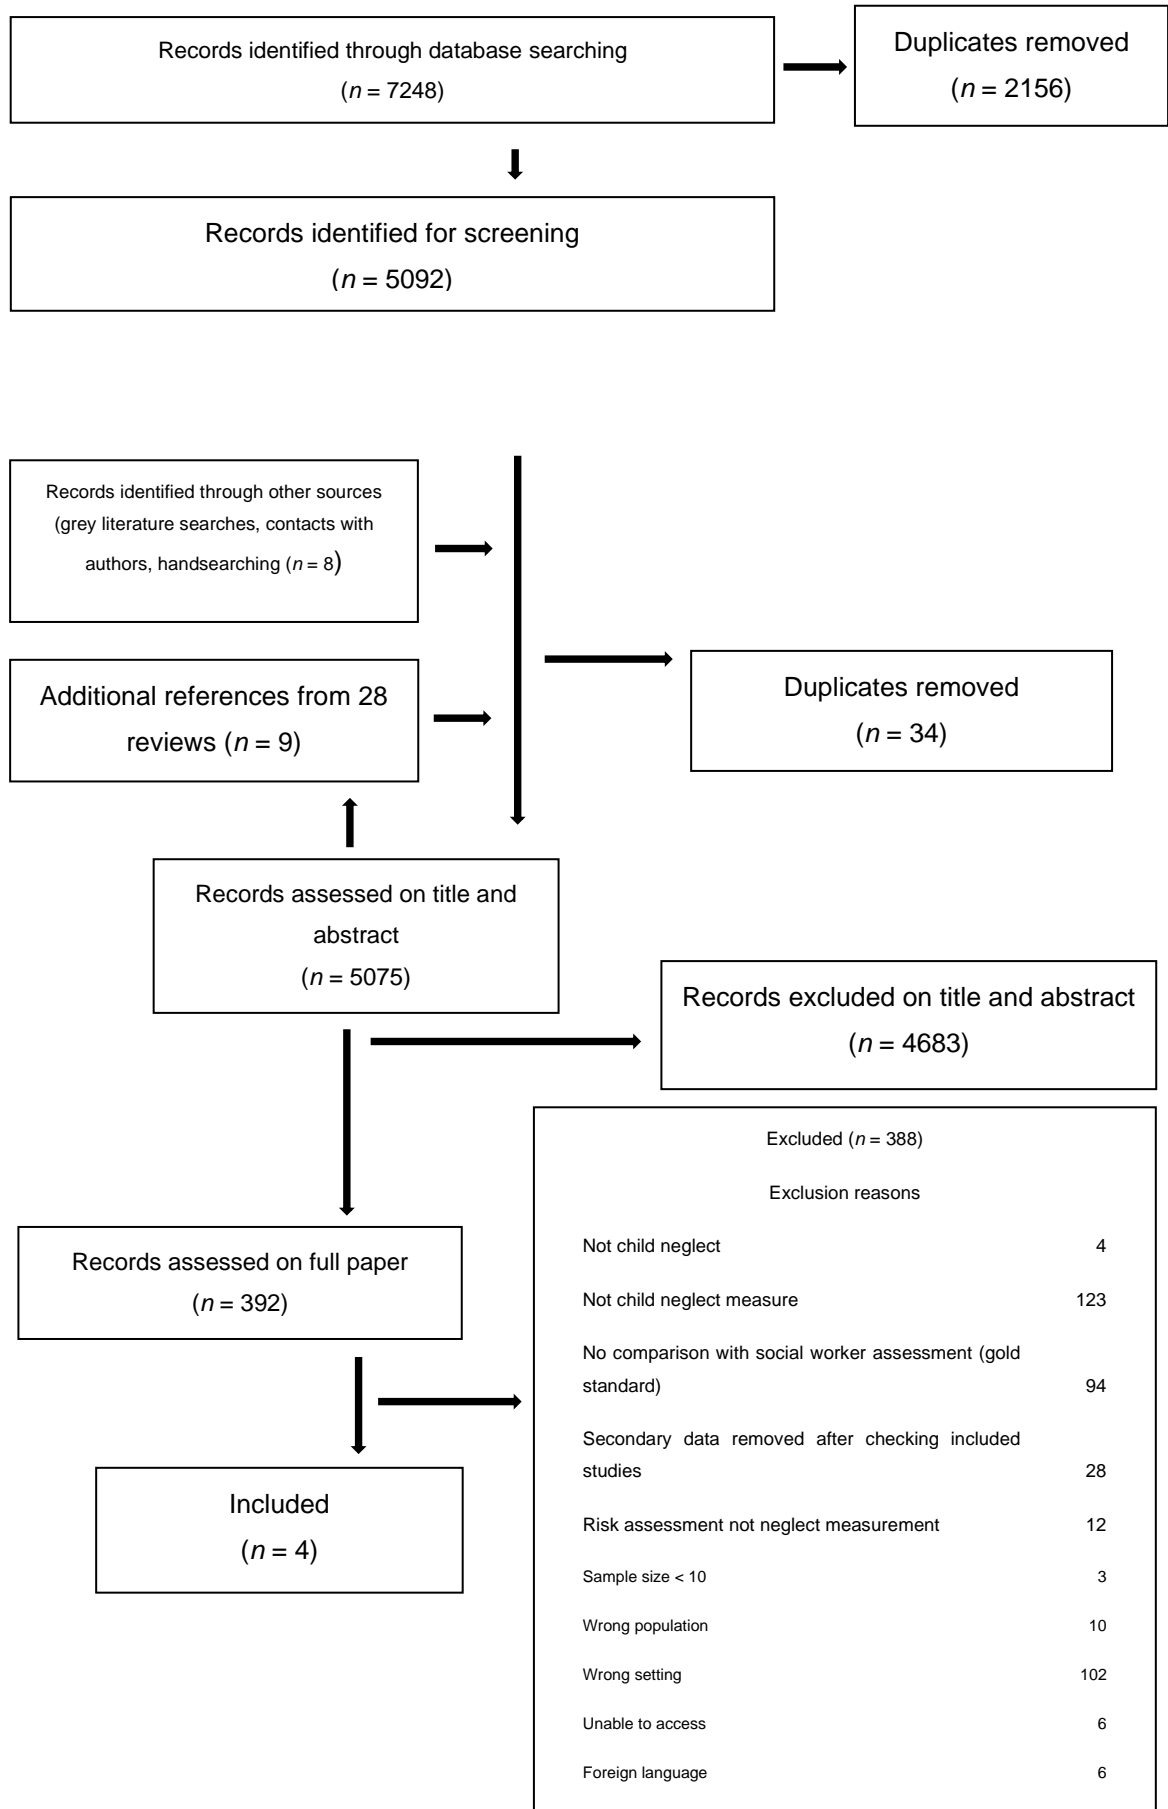 Records identified through database searching
(n = 7248)
Duplicates removed
(n = 2156)
Records identified for screening
(n = 5092)
Records identified through other sources
(grey literature searches, contacts with
authors, handsearching (n = 8)
Additional references from 28
reviews (n = 9)
Duplicates removed
(n = 34)
Records assessed on title and
abstract
(n = 5075)
Records excluded on title and abstract
(n = 4683)
Records assessed on full paper
(n = 392)
Included
(n = 4)
Excluded (n = 388)
Exclusion reasons
Not child neglect 4
Not child neglect measure 123
No comparison with social worker assessment (gold
standard) 94
Secondary data removed after checking included
studies 28
Risk assessment not neglect measurement 12
Sample size < 10 3
Wrong population 10
Wrong setting 102
Unable to access 6
Foreign language 6